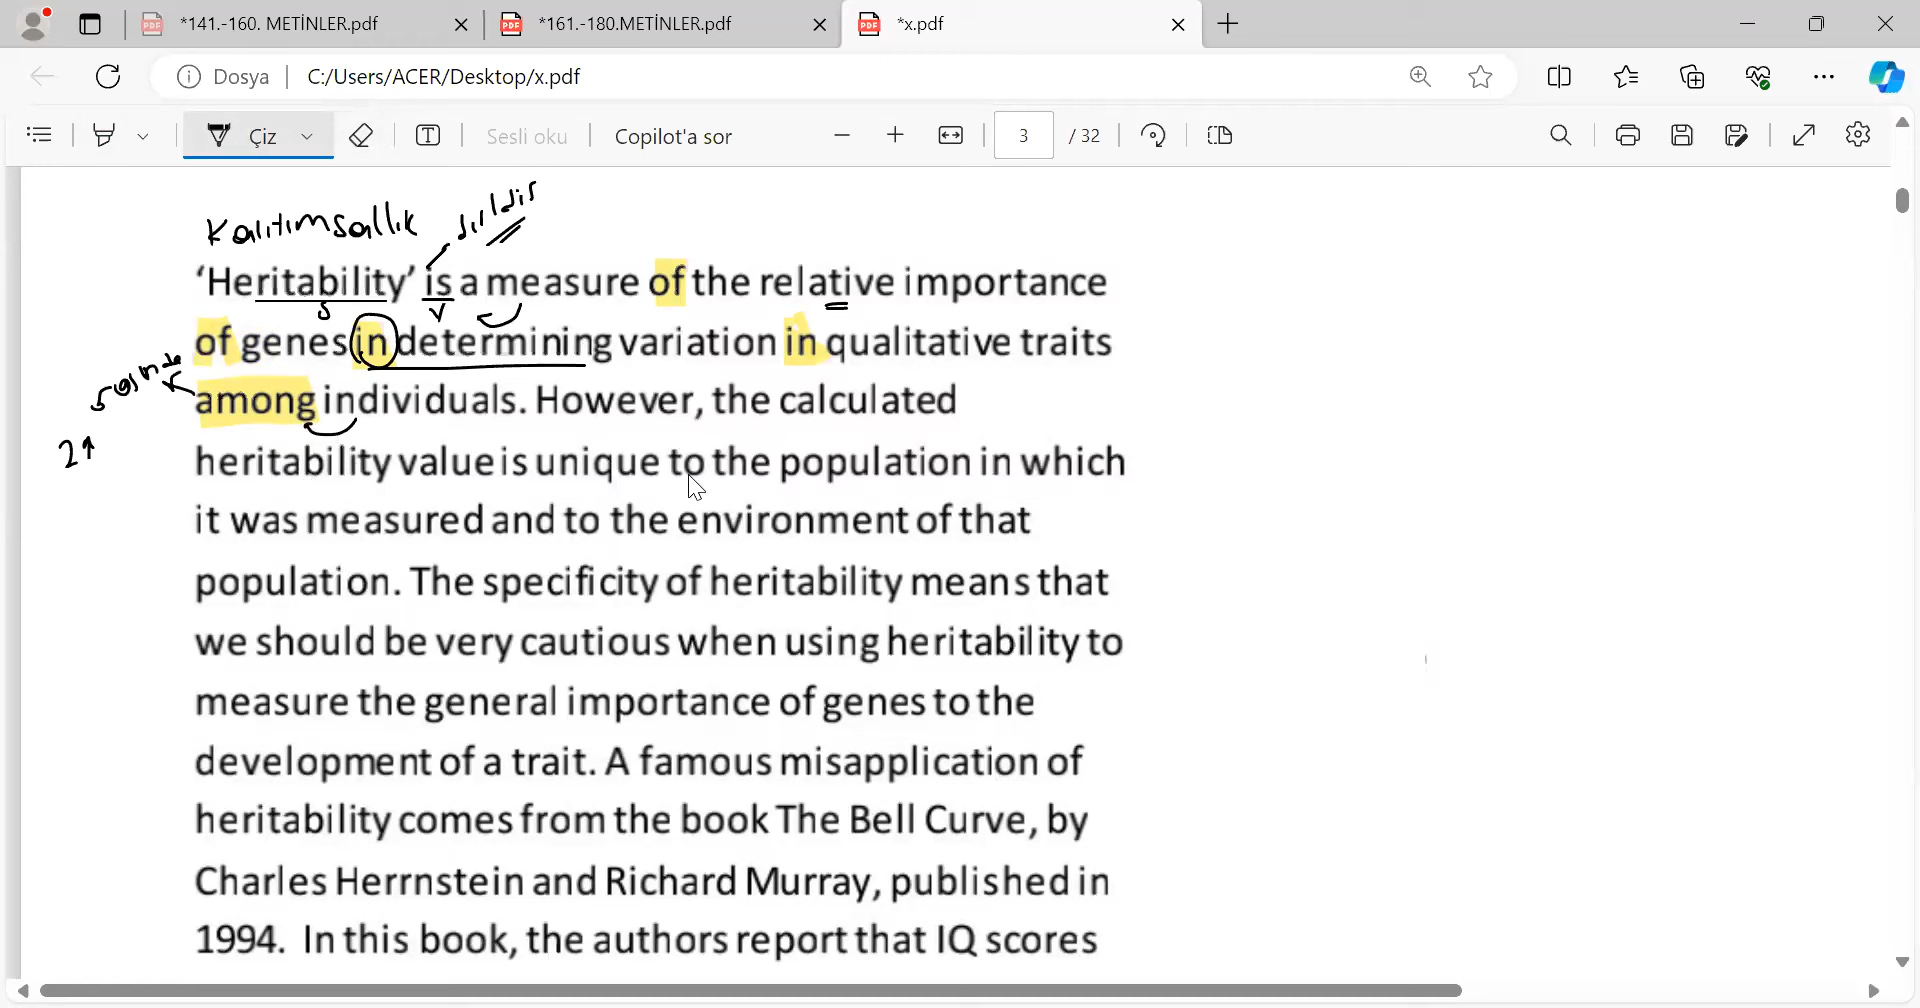 *141.-160. METİNLER.pdf
*161.-180.METİNLER.pdf
*x.pdf
Dosya
C:/Users/ACER/Desktop/x.pdf
Çiz
Sesli oku
Copilot'a sor
3
/ 32
Kalıtımsallık
'Heritability' is a measure of the relative importance
S
V
of genes in determining variation in qualitative traits
among individuals. However, the calculated
2↑
heritability value is unique to the population in which
it was measured and to the environment of that
population. The specificity of heritability means that
we should be very cautious when using heritability to
measure the general importance of genes to the
development of a trait. A famous misapplication of
heritability comes from the book The Bell Curve, by
Charles Herrnstein and Richard Murray, published in
1994. In this book, the authors report that IQ scores